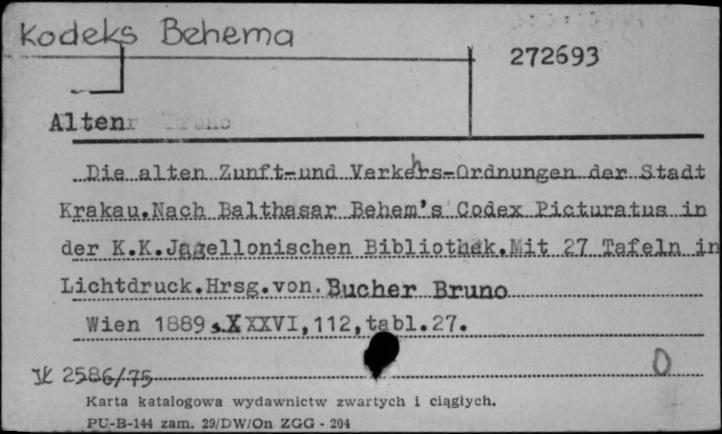 Kodeks Behema
272693
Alten
Die alten Zunft-und Verkehrs-Ordnungen der Stadt
Krakau.Nach Balthasar Behem's Codex Picturatus in
der K.K.Jagellonischen Bibliothek.Mit 27 Tafeln in
Lichtdruck.Hrsg.von.Bucher Bruno
Wien 1889 s.XXXVI,112,tabl.27.
2586/75
Karta katalogowa wydawnictw zwartych i ciągłych.
PU-B-144 zam. 29/DW/On ZGG - 204